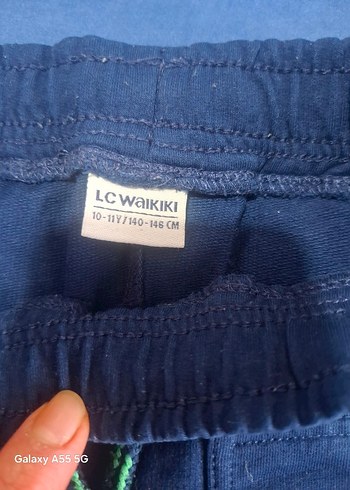 LC WAIKIKI
10-11Y/140-146 CM
Galaxy A55 5G